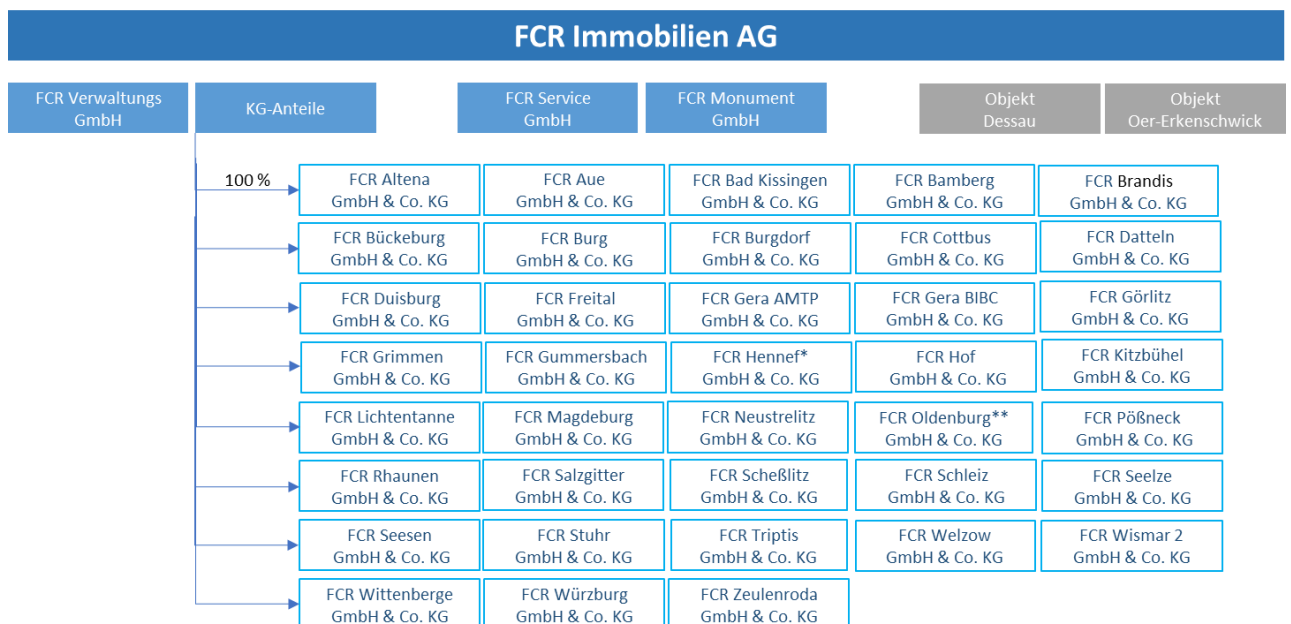 FCR Immobilien AG
FCR Verwaltungs
GmbH
KG-Anteile
FCR Service
GmbH
FCR Monument
GmbH
Objekt
Dessau
Objekt
Oer-Erkenschwick
100 %
FCR Altena
GmbH & Co. KG
FCR Aue
GmbH & Co. KG
FCR Bad Kissingen
GmbH & Co. KG
FCR Bamberg
GmbH & Co. KG
FCR Brandis
GmbH & Co. KG
FCR Bückeburg
GmbH & Co. KG
FCR Burg
GmbH & Co. KG
FCR Burgdorf
GmbH & Co. KG
FCR Cottbus
GmbH & Co. KG
FCR Datteln
GmbH & Co. KG
FCR Duisburg
GmbH & Co. KG
FCR Freital
GmbH & Co. KG
FCR Gera AMTP
GmbH & Co. KG
FCR Gera BIBC
GmbH & Co. KG
FCR Görlitz
GmbH & Co. KG
FCR Grimmen
GmbH & Co. KG
FCR Gummersbach
GmbH & Co. KG
FCR Hennef*
GmbH & Co. KG
FCR Hof
GmbH & Co. KG
FCR Kitzbühel
GmbH & Co. KG
FCR Lichtentanne
GmbH & Co. KG
FCR Magdeburg
GmbH & Co. KG
FCR Neustrelitz
GmbH & Co. KG
FCR Oldenburg**
GmbH & Co. KG
FCR Pößneck
GmbH & Co. KG
FCR Rhaunen
GmbH & Co. KG
FCR Salzgitter
GmbH & Co. KG
FCR Scheßlitz
GmbH & Co. KG
FCR Schleiz
GmbH & Co. KG
FCR Seelze
GmbH & Co. KG
FCR Seesen
GmbH & Co. KG
FCR Stuhr
GmbH & Co. KG
FCR Triptis
GmbH & Co. KG
FCR Welzow
GmbH & Co. KG
FCR Wismar 2
GmbH & Co. KG
FCR Wittenberge
GmbH & Co. KG
FCR Würzburg
GmbH & Co. KG
FCR Zeulenroda
GmbH & Co. KG